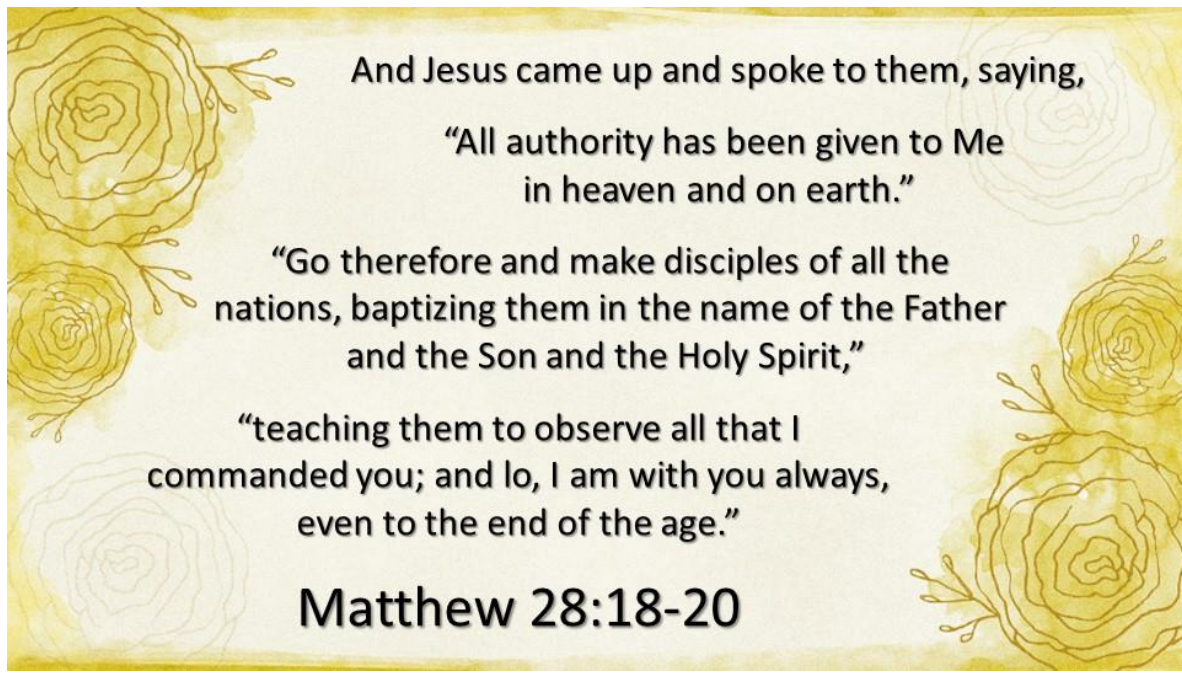 And Jesus came up and spoke to them, saying,
“All authority has been given to Me
in heaven and on earth.”
“Go therefore and make disciples of all the
nations, baptizing them in the name of the Father
and the Son and the Holy Spirit,”
“teaching them to observe all that I
commanded you; and lo, I am with you always,
even to the end of the age.”
Matthew 28:18-20